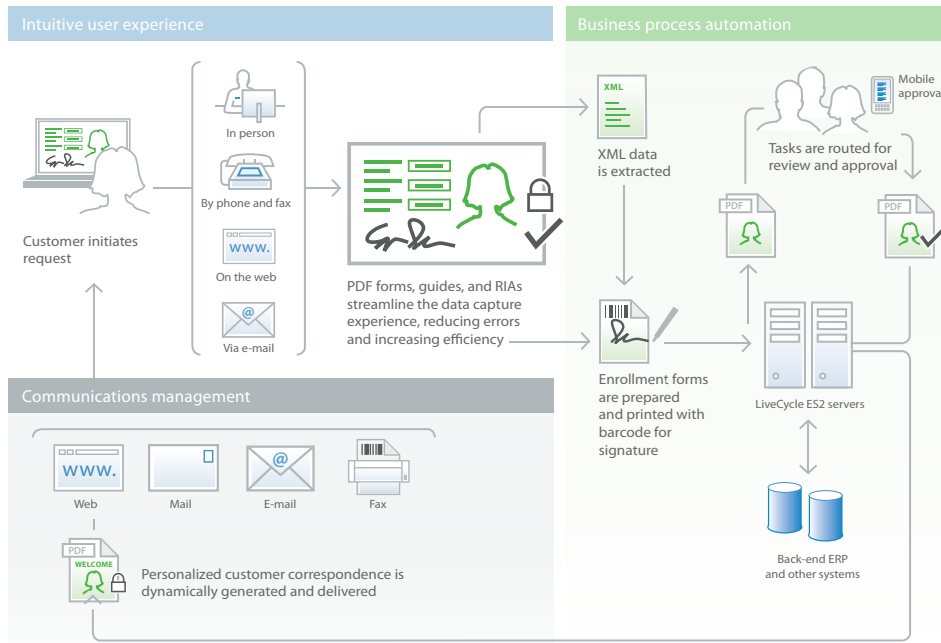 Intuitive user experience
Customer initiates
request
In person
By phone and fax
www.
On the web
@
Via e-mail
PDF forms, guides, and RIAs
streamline the data capture
experience, reducing errors
and increasing efficiency
Business process automation
XML
XML data
is extracted
Mobile
approval
Tasks are routed for
review and approval
PDF
PDF
Enrollment forms
are prepared
and printed with
barcode for
signature
LiveCycle ES2 servers
Back-end ERP
and other systems
Communications management
www.
Web
Mail
@
E-mail
Fax
PDF
WELCOME
Personalized customer correspondence is
dynamically generated and delivered